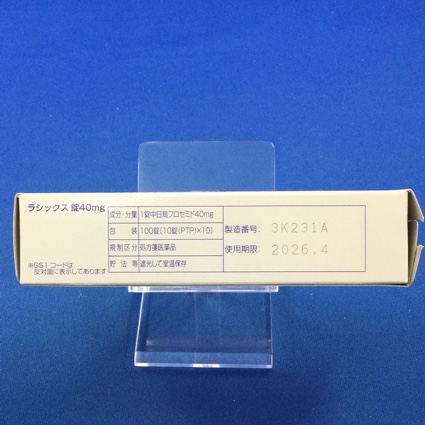 ラシックス 錠40mg
成分・分量 1錠中日局フロセミド40mg
包装 100錠(10錠(PTP)×10)
規制区分 処方箋医薬品
貯法等 遮光して室温保存
製造番号: 3K231A
使用期限: 2026.4
※GS1コードは
反対面に表示してあります